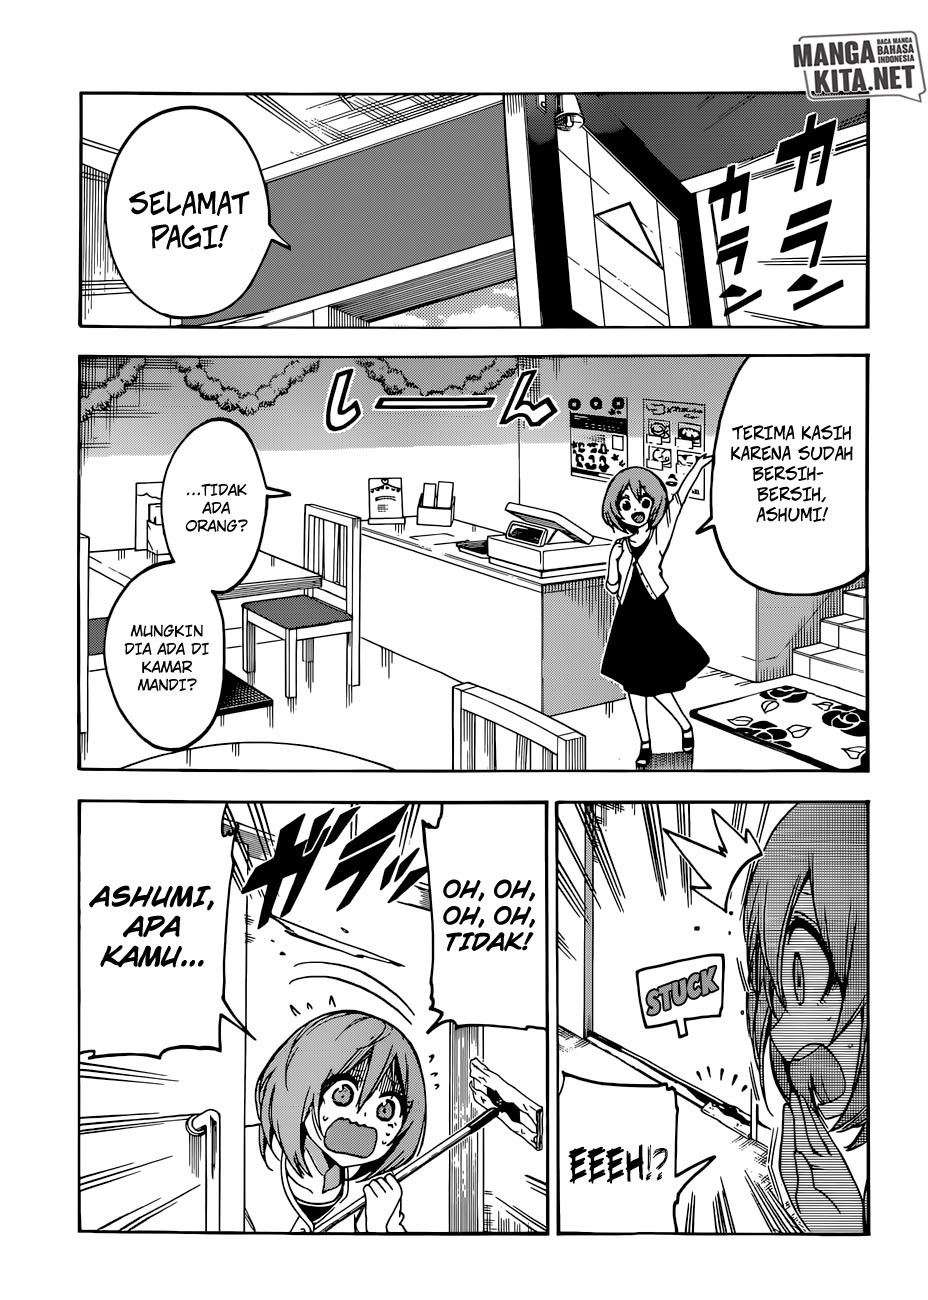 MANGA
KITA.NET
BACA MANGA
BAHASA
INDONESIA
SELAMAT
PAGI!
カラン
カラン
TERIMA KASIH
KARENA SUDAH
BERSIH-
BERSIH,
ASHUMI!
しーん
...TIDAK
ADA
ORANG?
MUNGKIN
DIA ADA DI
KAMAR
MANDI?
STUCK
EEEH!?
OH, OH,
OH, OH,
TIDAK!
ガラッ
ASHUMI,
APA
KAMU...